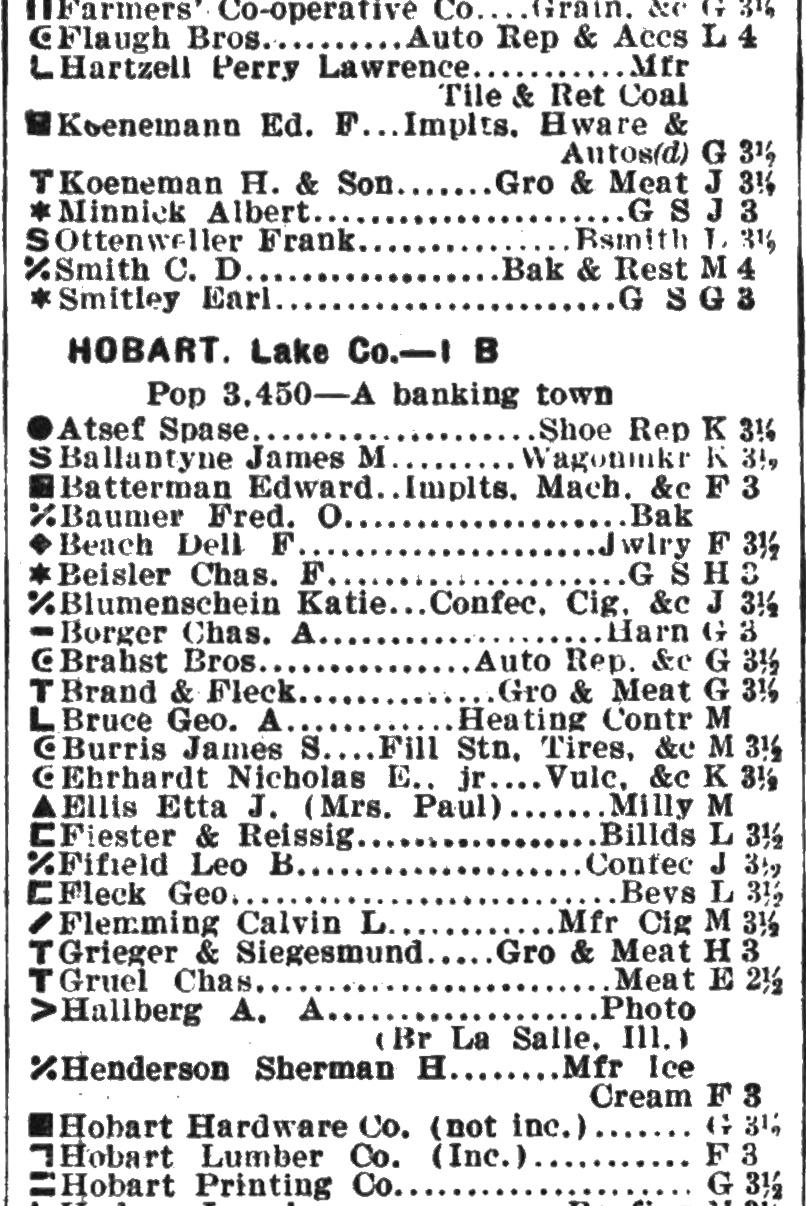 Farmers' Co-operative Co....Grain, &c G 3½
Flaugh Bros..........Auto Rep & Accs L 4
Hartzell Perry Lawrence...........Mfr
Tile & Ret Coal
Koenemann Ed. F...Implts, Hware &
Autos(d) G 3½
Koeneman H. & Son.......Gro & Meat J 3½
* Minnick Albert......................G S J 3
S Ottenweller Frank...............Bsmith L 3½
% Smith C. D..................Bak & Rest M 4
* Smitley Earl........................G S G 3
HOBART. Lake Co.—1 B
Pop 3,450—A banking town
● Atsef Spase....................Shoe Rep K 3½
S Ballantyne James M.........Wagonmkr K 3½
■ Batterman Edward..Implts, Mach, &c F 3
% Baumer Fred. O....................Bak
◆ Beach Dell F.......................Jwlry F 3½
* Beisler Chas. F.....................G S H 3
% Blumenschein Katie...Confec, Cig, &c J 3½
Borger Chas. A.....................Harn G 3
Brahst Bros...............Auto Rep, &c G 3½
T Brand & Fleck..............Gro & Meat G 3½
L Bruce Geo. A............Heating Contr M
Burris James S....Fill Stn, Tires, &c M 3½
Ehrhardt Nicholas E., jr....Vulc, &c K 3½
▲ Ellis Etta J. (Mrs. Paul).......Milly M
Fiester & Reissig.................Billds L 3½
% Fifield Leo B....................Confec J 3½
Fleck Geo...........................Bevs L 3½
Flemming Calvin L............Mfr Cig M 3½
T Grieger & Siegesmund.....Gro & Meat H 3
T Gruel Chas.........................Meat E 2½
> Hallberg A. A...................Photo
(Br La Salle, Ill.)
% Henderson Sherman H........Mfr Ice
Cream F 3
■ Hobart Hardware Co. (not inc.)....... G 3½
Hobart Lumber Co. (Inc.)........... F 3
Hobart Printing Co..................... G 3½